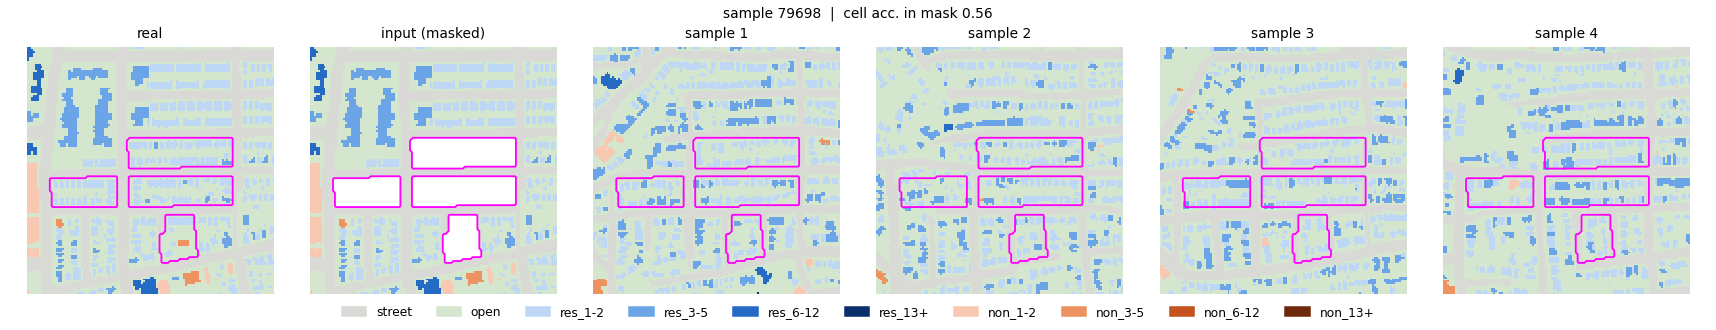 sample 79698 | cell acc. in mask 0.56
real
input (masked)
sample 1
sample 2
sample 3
sample 4
street
open
res_1-2
res_3-5
res_6-12
res_13+
non_1-2
non_3-5
non_6-12
non_13+